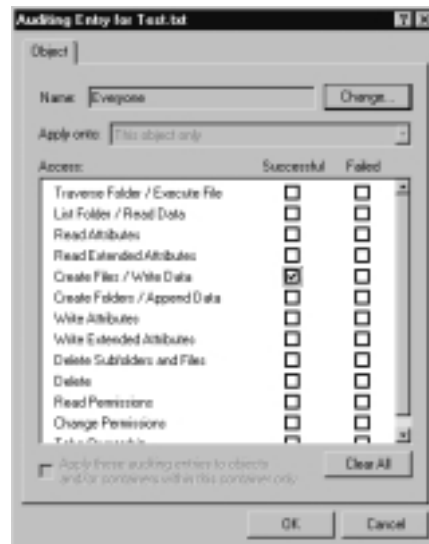 Auditing Entry for Test.txt
Object
Name: Everyone Change...
Apply onto: This object only
Access: Successful Failed
Traverse Folder / Execute File
List Folder / Read Data
Read Attributes
Read Extended Attributes
Create Files / Write Data
Create Folders / Append Data
Write Attributes
Write Extended Attributes
Delete Subfolders and Files
Delete
Read Permissions
Change Permissions
Take Ownership
Apply these auditing entries to objects
and/or containers within this container only
Clear All
OK Cancel